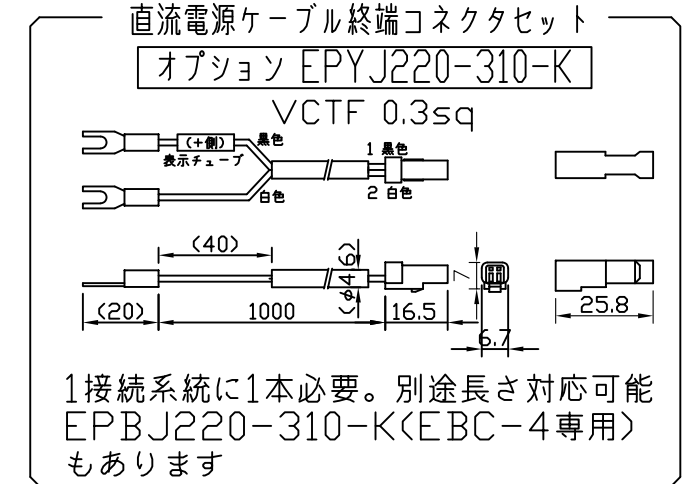 直流電源ケーブル終端コネクタセット
オプション EPYJ220-310-K
VCTF 0.3sq
(+側)
黒色
表示チューブ
白色
1 黒色
2 白色
(40)
(φ4.6)
7
(20)
1000
16.5
6.7
25.8
1接続系統に1本必要。別途長さ対応可能
EPBJ220-310-K(EBC-4専用)
もあります